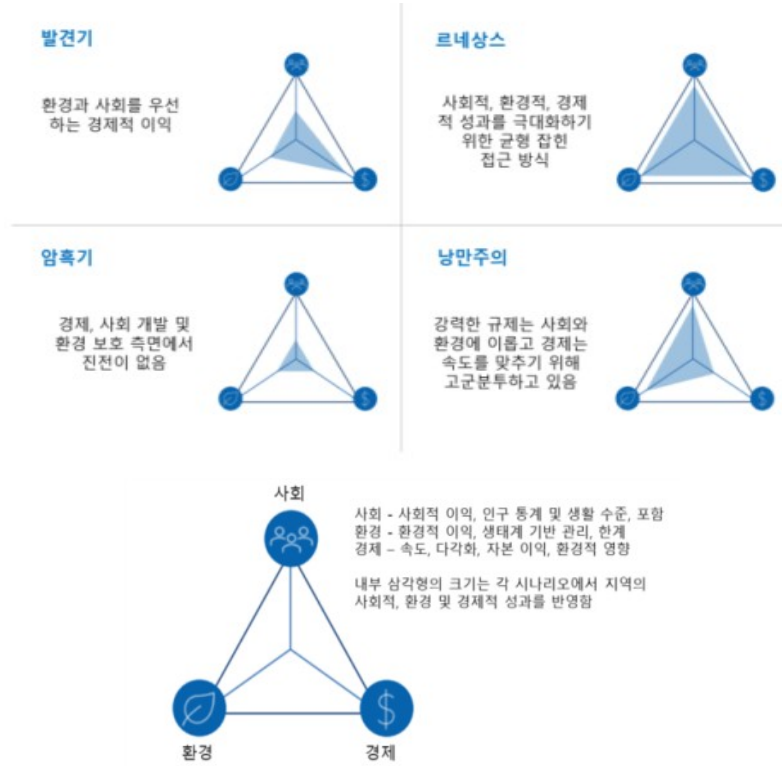 발견기
환경과 사회를 우선
하는 경제적 이익
르네상스
사회적, 환경적, 경제
적 성과를 극대화하기
위한 균형 잡힌
접근 방식
암흑기
경제, 사회 개발 및
환경 보호 측면에서
진전이 없음
낭만주의
강력한 규제는 사회와
환경에 이롭고 경제는
속도를 맞추기 위해
고군분투하고 있음
사회
사회 - 사회적 이익, 인구 통계 및 생활 수준, 포함
환경 - 환경적 이익, 생태계 기반 관리, 한계
경제 – 속도, 다각화, 자본 이익, 환경적 영향
내부 삼각형의 크기는 각 시나리오에서 지역의
사회적, 환경 및 경제적 성과를 반영함
환경
경제